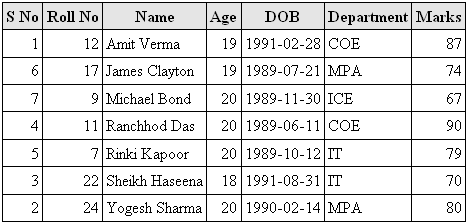 S No Roll No Name Age DOB Department Marks
1 12 Amit Verma 19 1991-02-28 COE 87
6 17 James Clayton 19 1989-07-21 MPA 74
7 9 Michael Bond 20 1989-11-30 ICE 67
4 11 Ranchhod Das 20 1989-06-11 COE 90
5 7 Rinki Kapoor 20 1989-10-12 IT 79
3 22 Sheikh Haseena 18 1991-08-31 IT 70
2 24 Yogesh Sharma 20 1990-02-14 MPA 80